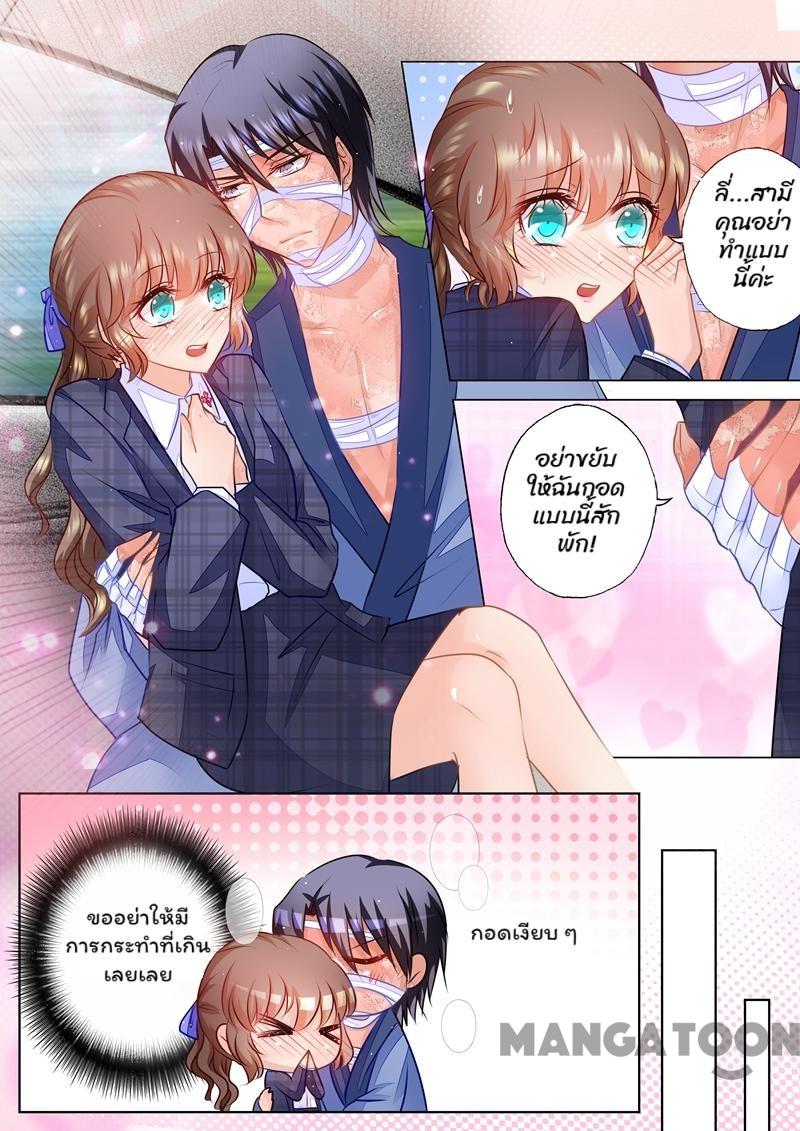 ลี่...สามี
คุณอย่า
ทำแบบ
นี้ค่ะ
อย่าขยับ
ให้ฉันกอด
แบบนี้สัก
พัก!
ขออย่าให้มี
การกระทำที่เกิน
เลยเลย
กอดเงียบ ๆ
MANGATOON